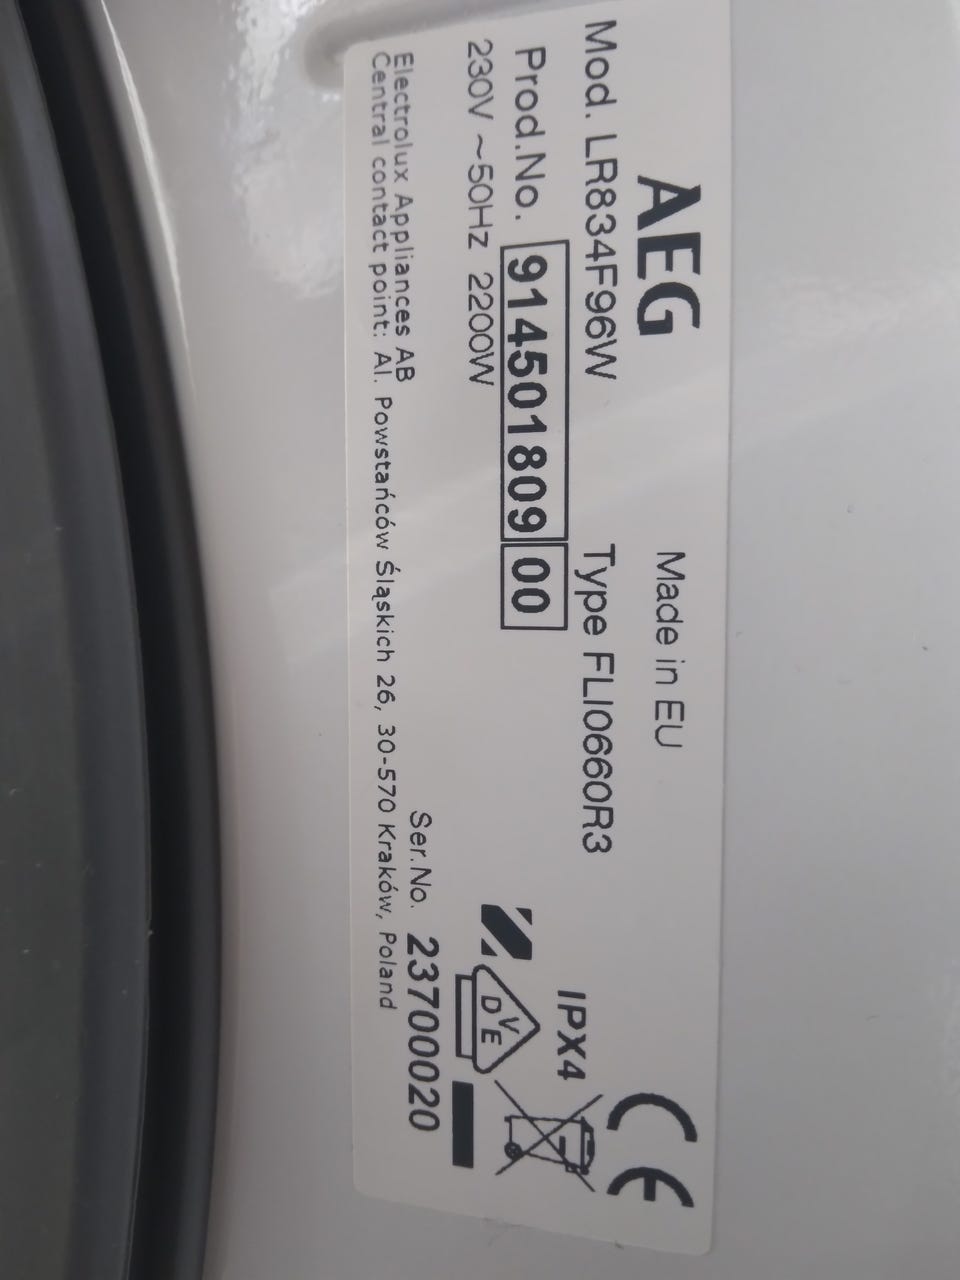 AEG
Made in EU
Mod. LR834F96W Type FLI0660R3
Prod.No. 914501809 00
IPX4
230V ~50Hz 2200W
VDE
Ser.No. 23700020
Electrolux Appliances AB
Central contact point: Al. Powstańców Śląskich 26, 30-570 Kraków, Poland
CE